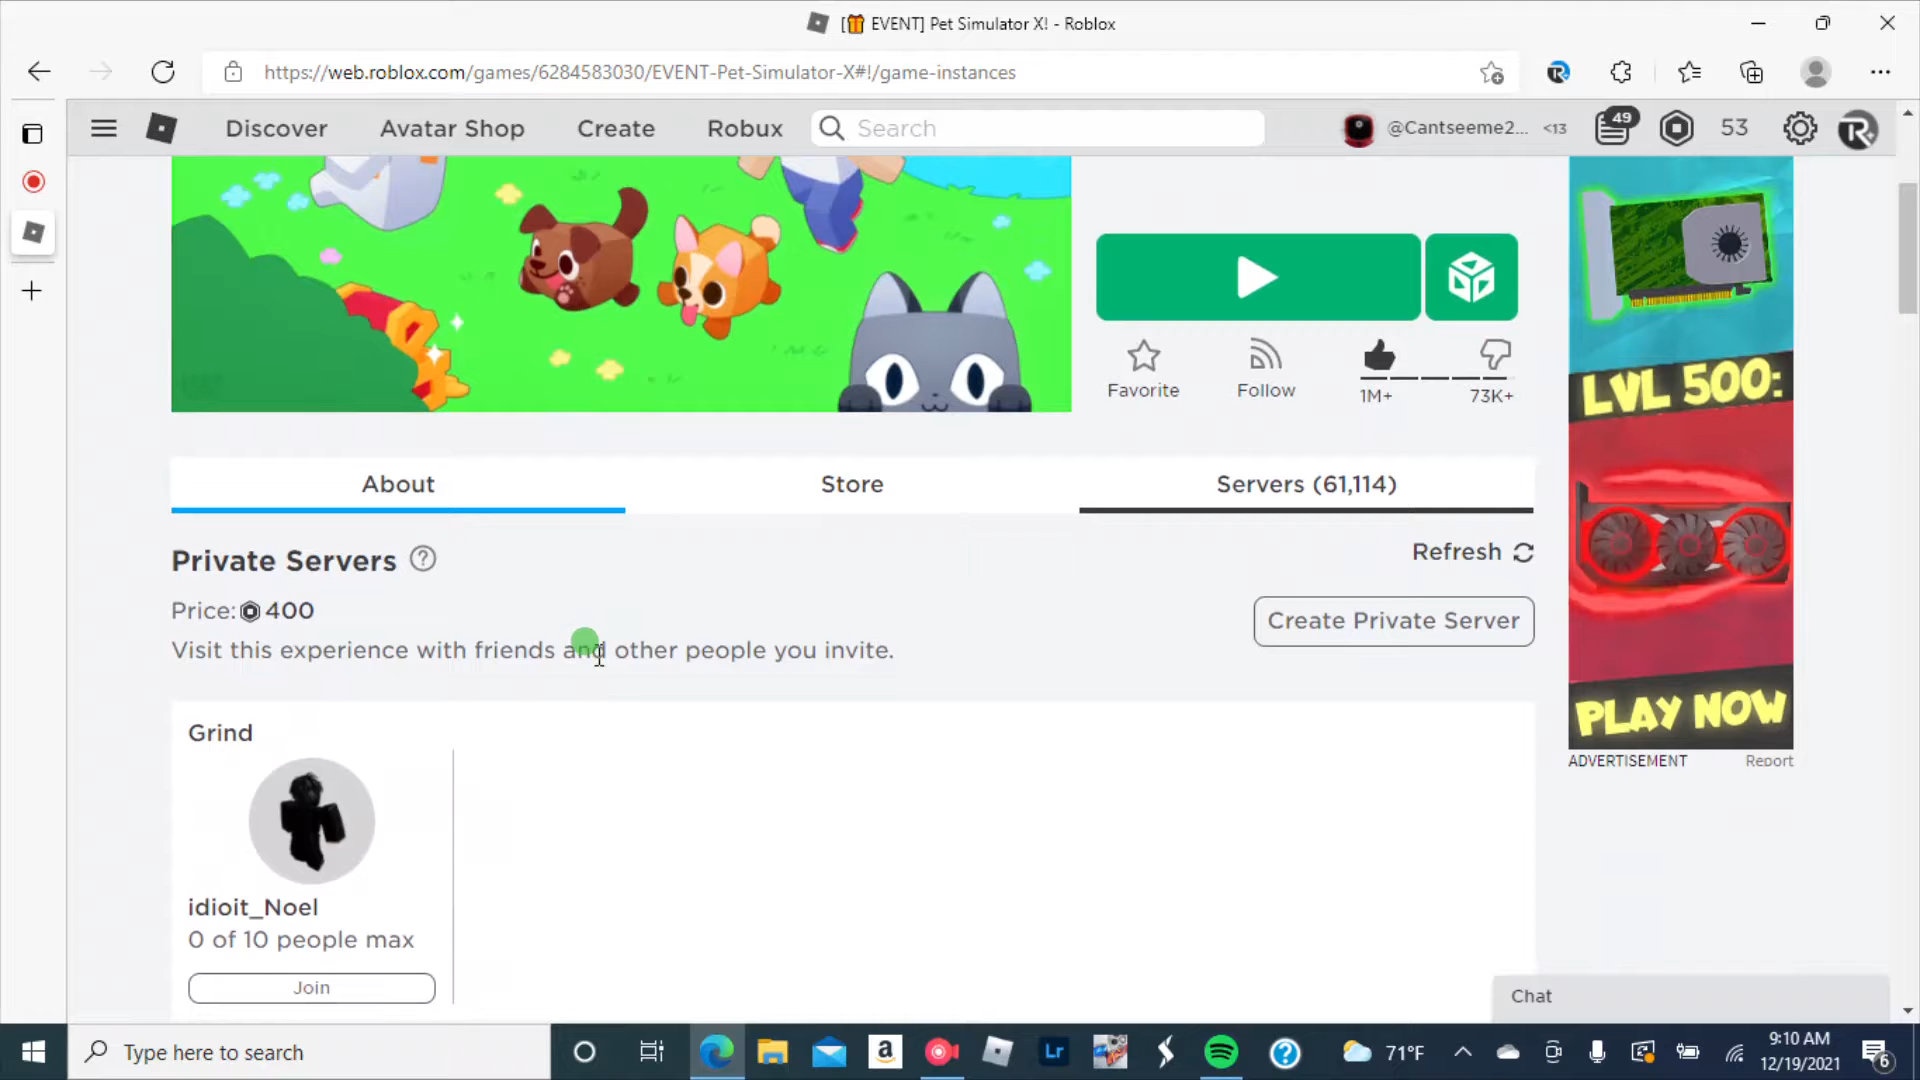 [🎁 EVENT] Pet Simulator X! - Roblox
https://web.roblox.com/games/6284583030/EVENT-Pet-Simulator-X#!/game-instances
Discover Avatar Shop Create Robux Search @Cantseeme2... <13 49 53
Favorite Follow 1M+ 73K+
LVL 500:
About Store Servers (61,114)
Private Servers ?
Refresh
Price: 400
Create Private Server
Visit this experience with friends and other people you invite.
PLAY NOW
ADVERTISEMENT Report
Grind
idioit_Noel
0 of 10 people max
Join
Chat
Type here to search
a Lr ? 71°F
9:10 AM
12/19/2021
6